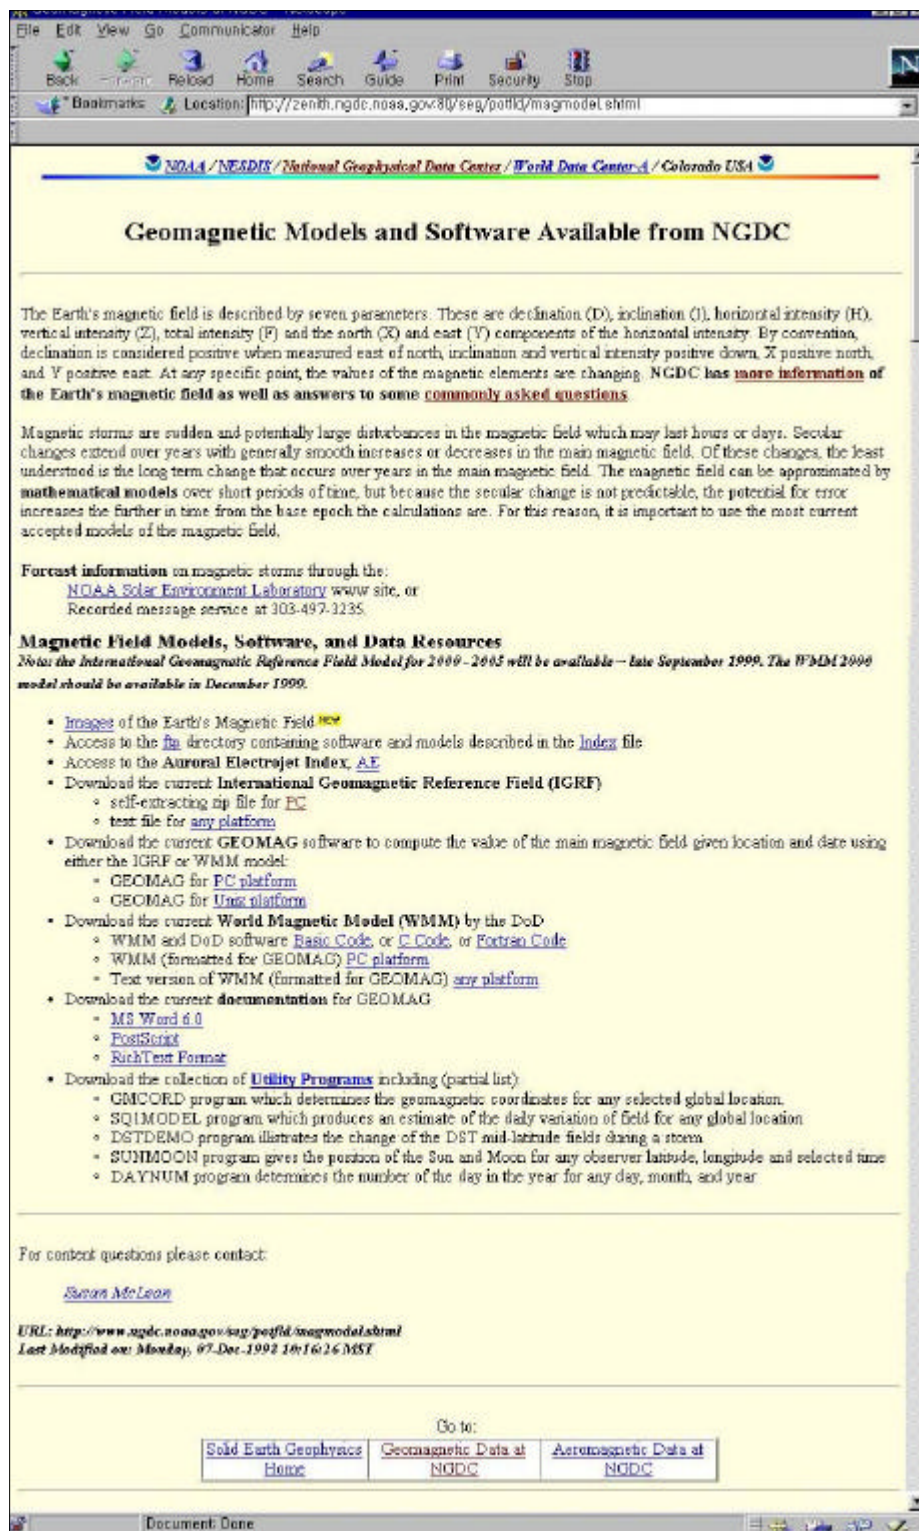 File Edit View Go Communicator Help
Back Reload Home Search Guide Print Security Stop
N
Bookmarks Location: http://zenith.ngdc.noaa.gov:80/seg/potfld/magmodel.shtml
NOAA / NESDIS / National Geophysical Data Center / World Data Center-A / Colorado USA
Geomagnetic Models and Software Available from NGDC
The Earth's magnetic field is described by seven parameters. These are declination (D), inclination (I), horizontal intensity (H),
vertical intensity (Z), total intensity (F) and the north (X) and east (Y) components of the horizontal intensity. By convention,
declination is considered positive when measured east of north, inclination and vertical intensity positive down, X positive north,
and Y positive east. At any specific point, the values of the magnetic elements are changing. NGDC has more information of
the Earth's magnetic field as well as answers to some commonly asked questions.
Magnetic storms are sudden and potentially large disturbances in the magnetic field which may last hours or days. Secular
changes extend over years with generally smooth increases or decreases in the main magnetic field. Of these changes, the least
understood is the long term change that occurs over years in the main magnetic field. The magnetic field can be approximated by
mathematical models over short periods of time, but because the secular change is not predictable, the potential for error
increases the further in time from the base epoch the calculations are. For this reason, it is important to use the most current
accepted models of the magnetic field.
Forcast information on magnetic storms through the:
NOAA Solar Environment Laboratory www site, or
Recorded message service at 303-497-3235.
Magnetic Field Models, Software, and Data Resources
Note: the International Geomagnetic Reference Field Model for 2000-2005 will be available -- late September 1999. The WMM 2000
model should be available in December 1999.
• Images of the Earth's Magnetic Field NEW
• Access to the ftp directory containing software and models described in the Index file
• Access to the Auroral Electrojet Index, AE
• Download the current International Geomagnetic Reference Field (IGRF)
◦ self-extracting zip file for PC
◦ text file for any platform
• Download the current GEOMAG software to compute the value of the main magnetic field given location and date using
either the IGRF or WMM model:
◦ GEOMAG for PC platform
◦ GEOMAG for Unix platform
• Download the current World Magnetic Model (WMM) by the DoD
◦ WMM and DoD software Basic Code, or C Code, or Fortran Code
◦ WMM (formatted for GEOMAG) PC platform
◦ Text version of WMM (formatted for GEOMAG) any platform
• Download the current documentation for GEOMAG
◦ MS Word 6.0
◦ PostScript
◦ RichText Format
• Download the collection of Utility Programs including (partial list):
◦ GMCORD program which determines the geomagnetic coordinates for any selected global location.
◦ SQ1MODEL program which produces an estimate of the daily variation of field for any global location
◦ DSTDEMO program illstrates the change of the DST mid-latitude fields during a storm
◦ SUNMOON program gives the position of the Sun and Moon for any observer latitude, longitude and selected time
◦ DAYNUM program determines the number of the day in the year for any day, month, and year
For content questions please contact:
Susan McLean
URL: http://www.ngdc.noaa.gov/seg/potfld/magmodel.shtml
Last Modified on: Monday, 07-Dec-1998 10:16:26 MST
Go to:
Solid Earth Geophysics Home
Geomagnetic Data at NGDC
Aeromagnetic Data at NGDC
Document: Done